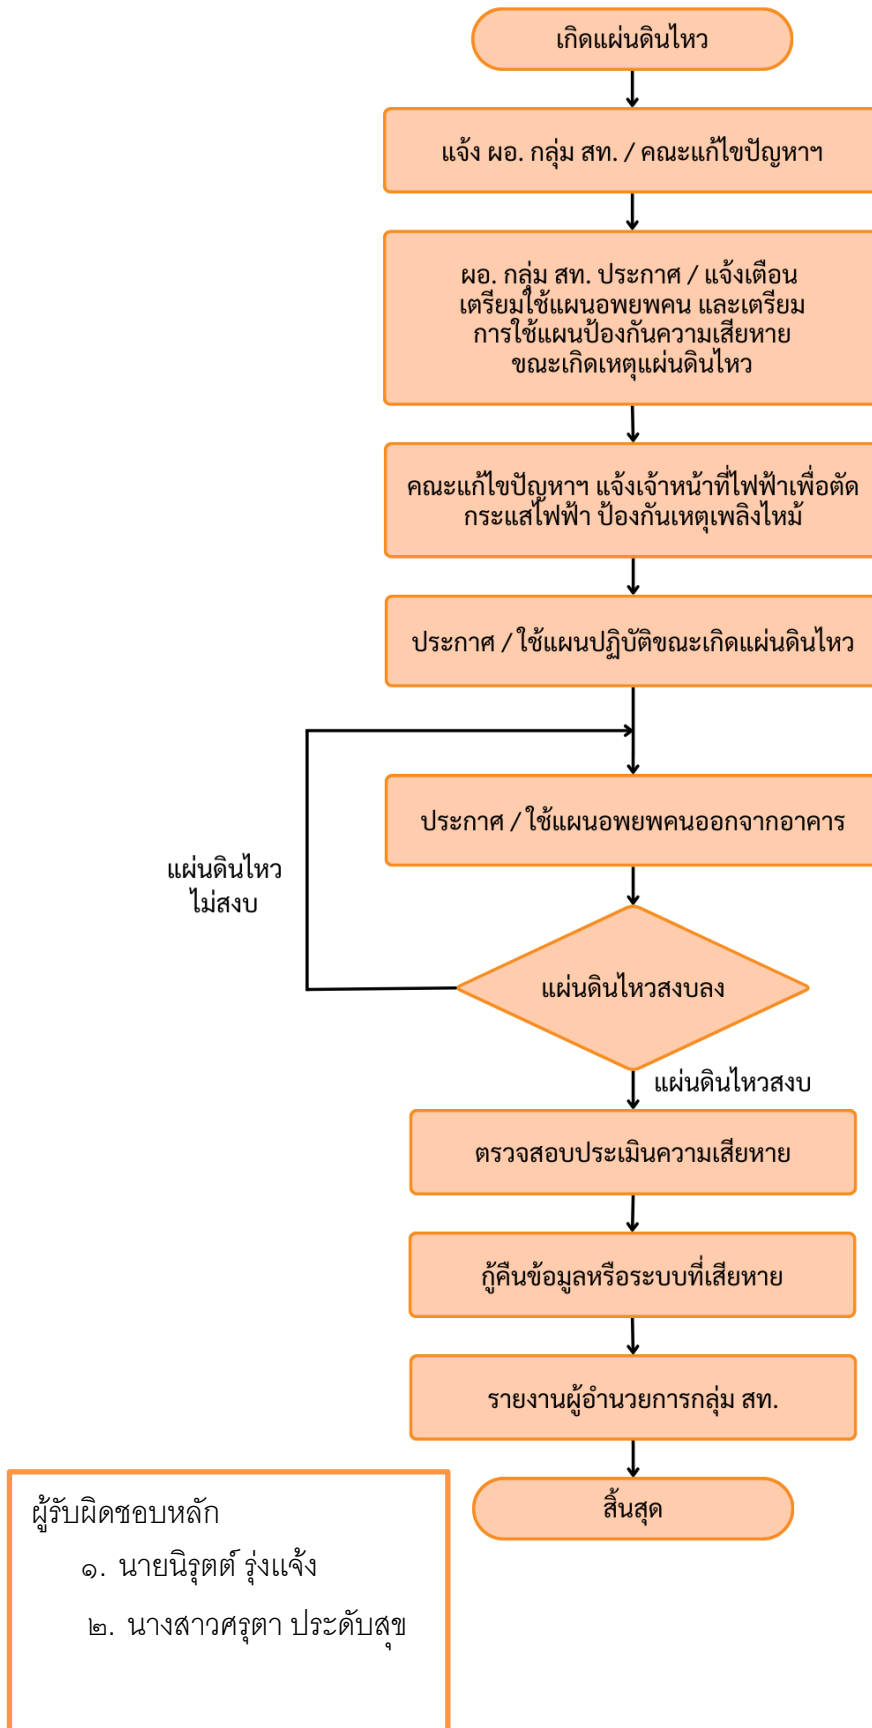 เกิดแผ่นดินไหว
แจ้ง ผอ. กลุ่ม สท. / คณะแก้ไขปัญหาฯ
ผอ. กลุ่ม สท. ประกาศ / แจ้งเตือน
เตรียมใช้แผนอพยพคน และเตรียม
การใช้แผนป้องกันความเสียหาย
ขณะเกิดเหตุแผ่นดินไหว
คณะแก้ไขปัญหาฯ แจ้งเจ้าหน้าที่ไฟฟ้าเพื่อตัด
กระแสไฟฟ้า ป้องกันเหตุเพลิงไหม้
ประกาศ / ใช้แผนปฏิบัติขณะเกิดแผ่นดินไหว
ประกาศ / ใช้แผนอพยพคนออกจากอาคาร
แผ่นดินไหว
ไม่สงบ
แผ่นดินไหวสงบลง
แผ่นดินไหวสงบ
ตรวจสอบประเมินความเสียหาย
กู้คืนข้อมูลหรือระบบที่เสียหาย
รายงานผู้อำนวยการกลุ่ม สท.
สิ้นสุด
ผู้รับผิดชอบหลัก
๑. นายนิรุตต์ รุ่งแจ้ง
๒. นางสาวศรุตา ประดับสุข